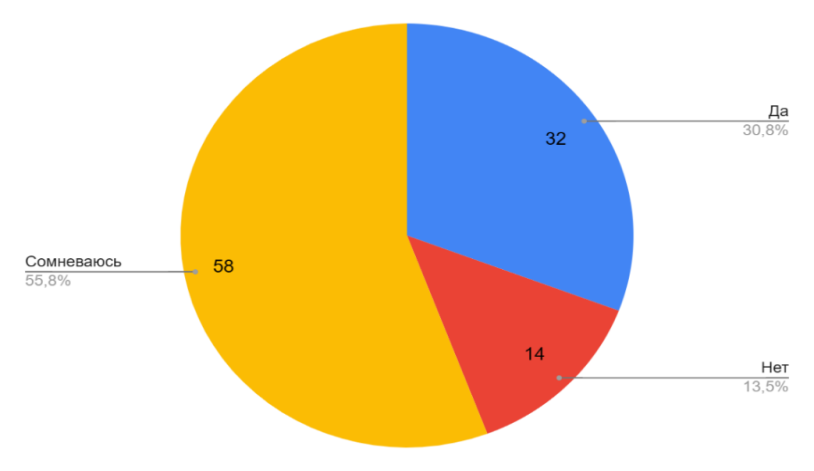 Да
30,8%
32
Сомневаюсь
55,8%
58
14
Нет
13,5%